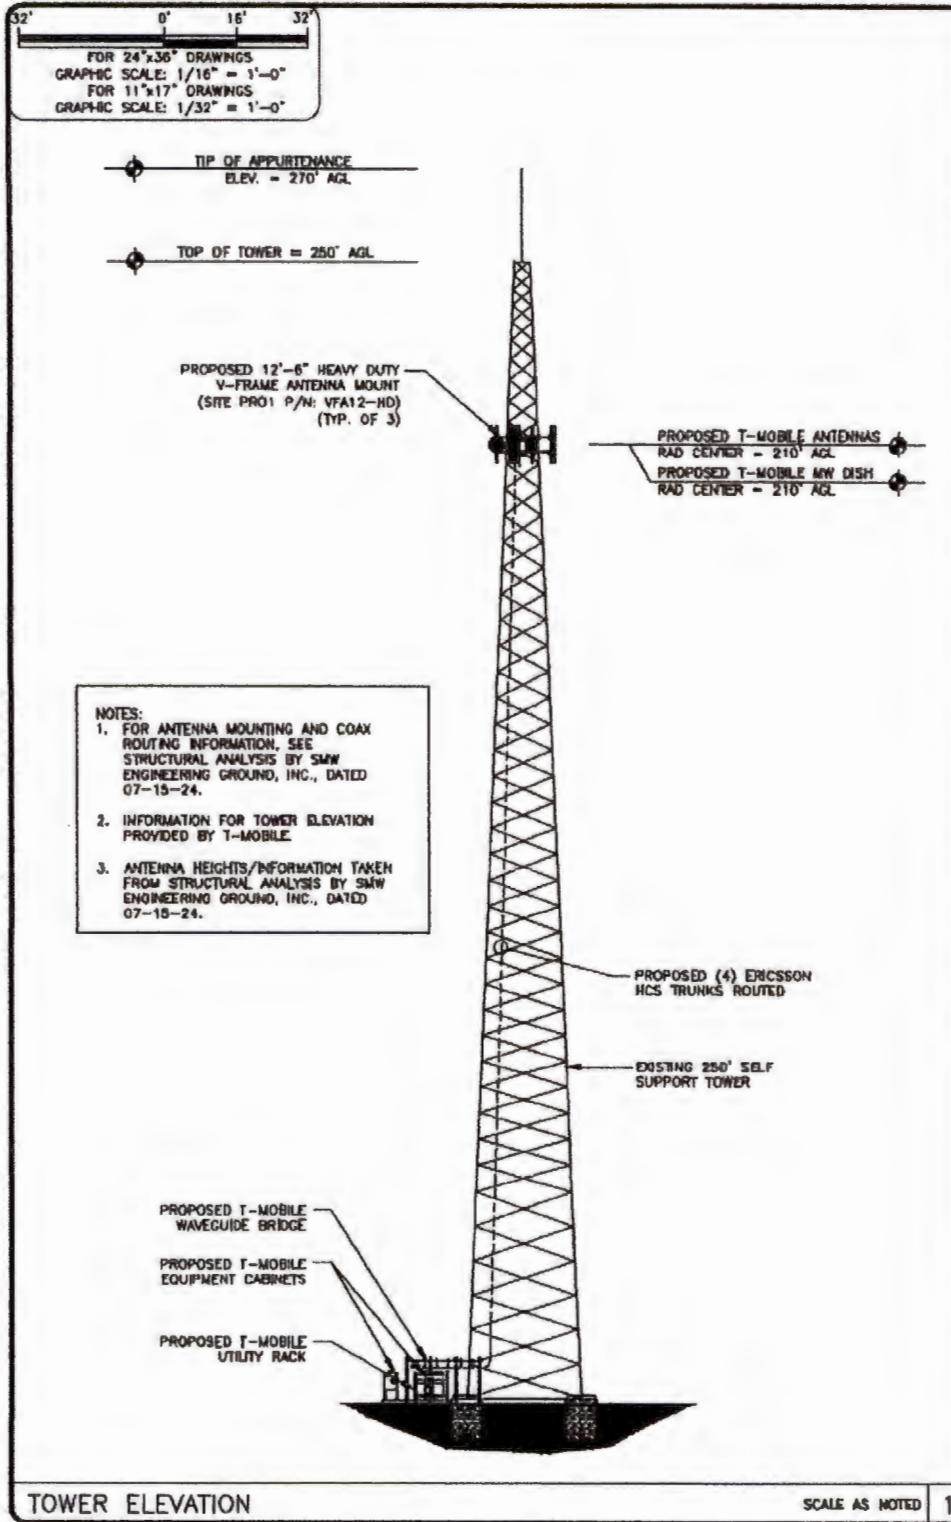 32' 0' 16' 32'
FOR 24"x36" DRAWINGS
GRAPHIC SCALE: 1/16" = 1'-0"
FOR 11"x17" DRAWINGS
GRAPHIC SCALE: 1/32" = 1'-0"
TIP OF APPURTENANCE
ELEV. = 270' AGL
TOP OF TOWER = 250' AGL
PROPOSED 12'-6" HEAVY DUTY
V-FRAME ANTENNA MOUNT
(SITE PRO1 P/N: VFA12-HD)
(TYP. OF 3)
PROPOSED T-MOBILE ANTENNAS
RAD CENTER = 210' AGL
PROPOSED T-MOBILE MW DISH
RAD CENTER = 210' AGL
NOTES:
1. FOR ANTENNA MOUNTING AND COAX
ROUTING INFORMATION, SEE
STRUCTURAL ANALYSIS BY SMW
ENGINEERING GROUND, INC., DATED
07-15-24.
2. INFORMATION FOR TOWER ELEVATION
PROVIDED BY T-MOBILE
3. ANTENNA HEIGHTS/INFORMATION TAKEN
FROM STRUCTURAL ANALYSIS BY SMW
ENGINEERING GROUND, INC., DATED
07-15-24.
PROPOSED (4) ERICSSON
HCS TRUNKS ROUTED
EXISTING 250' SELF
SUPPORT TOWER
PROPOSED T-MOBILE
WAVEGUIDE BRIDGE
PROPOSED T-MOBILE
EQUIPMENT CABINETS
PROPOSED T-MOBILE
UTILITY RACK
TOWER ELEVATION
SCALE AS NOTED 1